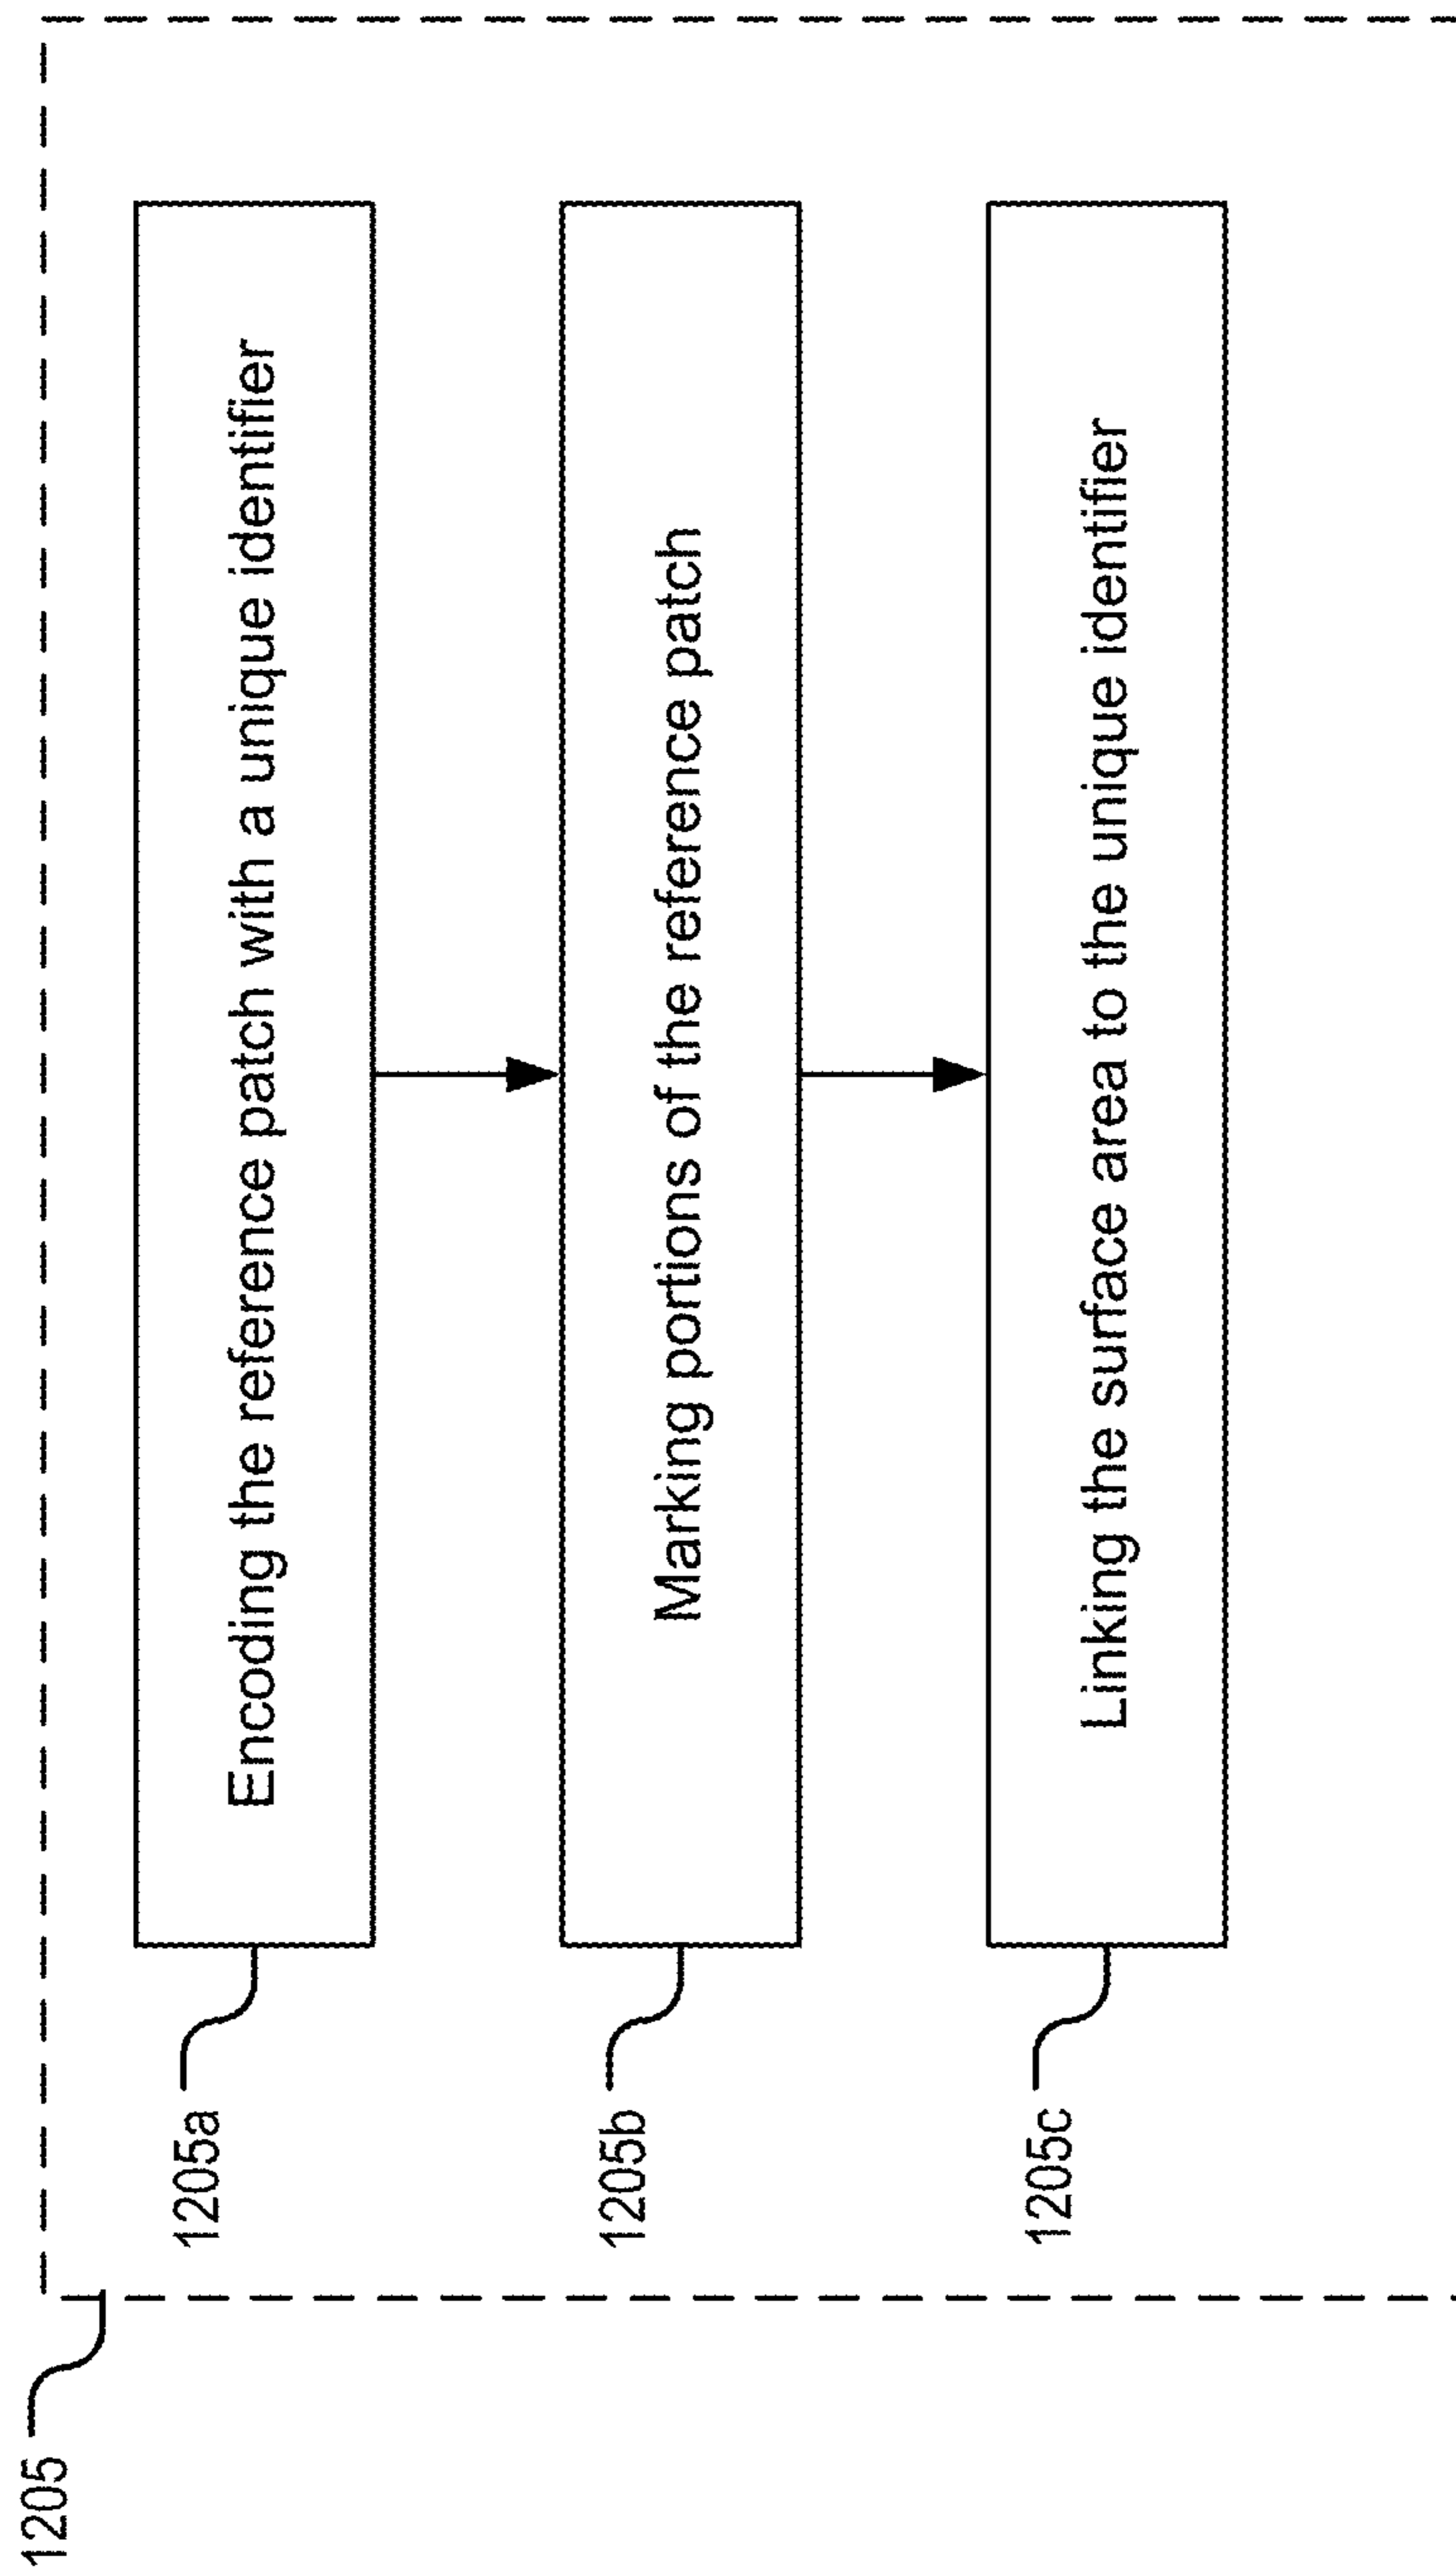 1205
1205a
Encoding the reference patch with a unique identifier
1205b
Marking portions of the reference patch
1205c
Linking the surface area to the unique identifier